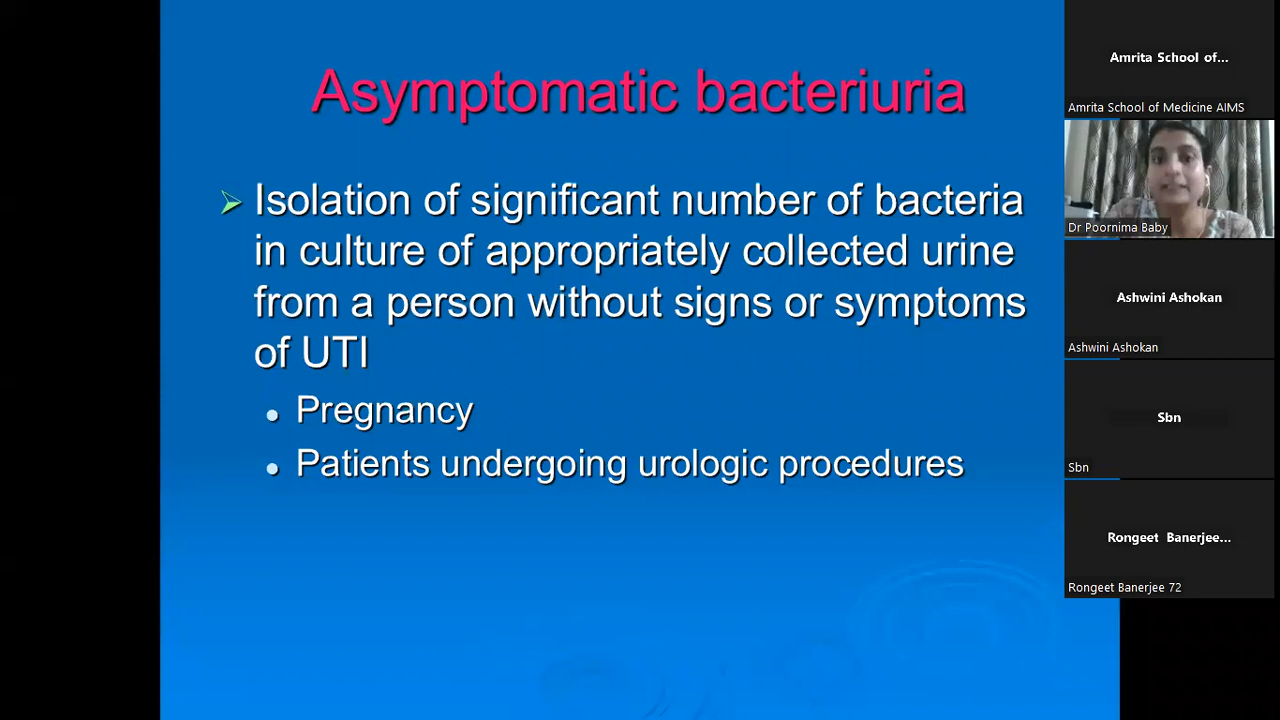 Asymptomatic bacteriuria
Isolation of significant number of bacteria
in culture of appropriately collected urine
from a person without signs or symptoms
of UTI
Pregnancy
Patients undergoing urologic procedures
Amrita School of...
Amrita School of Medicine AIMS
Dr Poornima Baby
Ashwini Ashokan
Ashwini Ashokan
Sbn
Sbn
Rongeet Banerjee...
Rongeet Banerjee 72